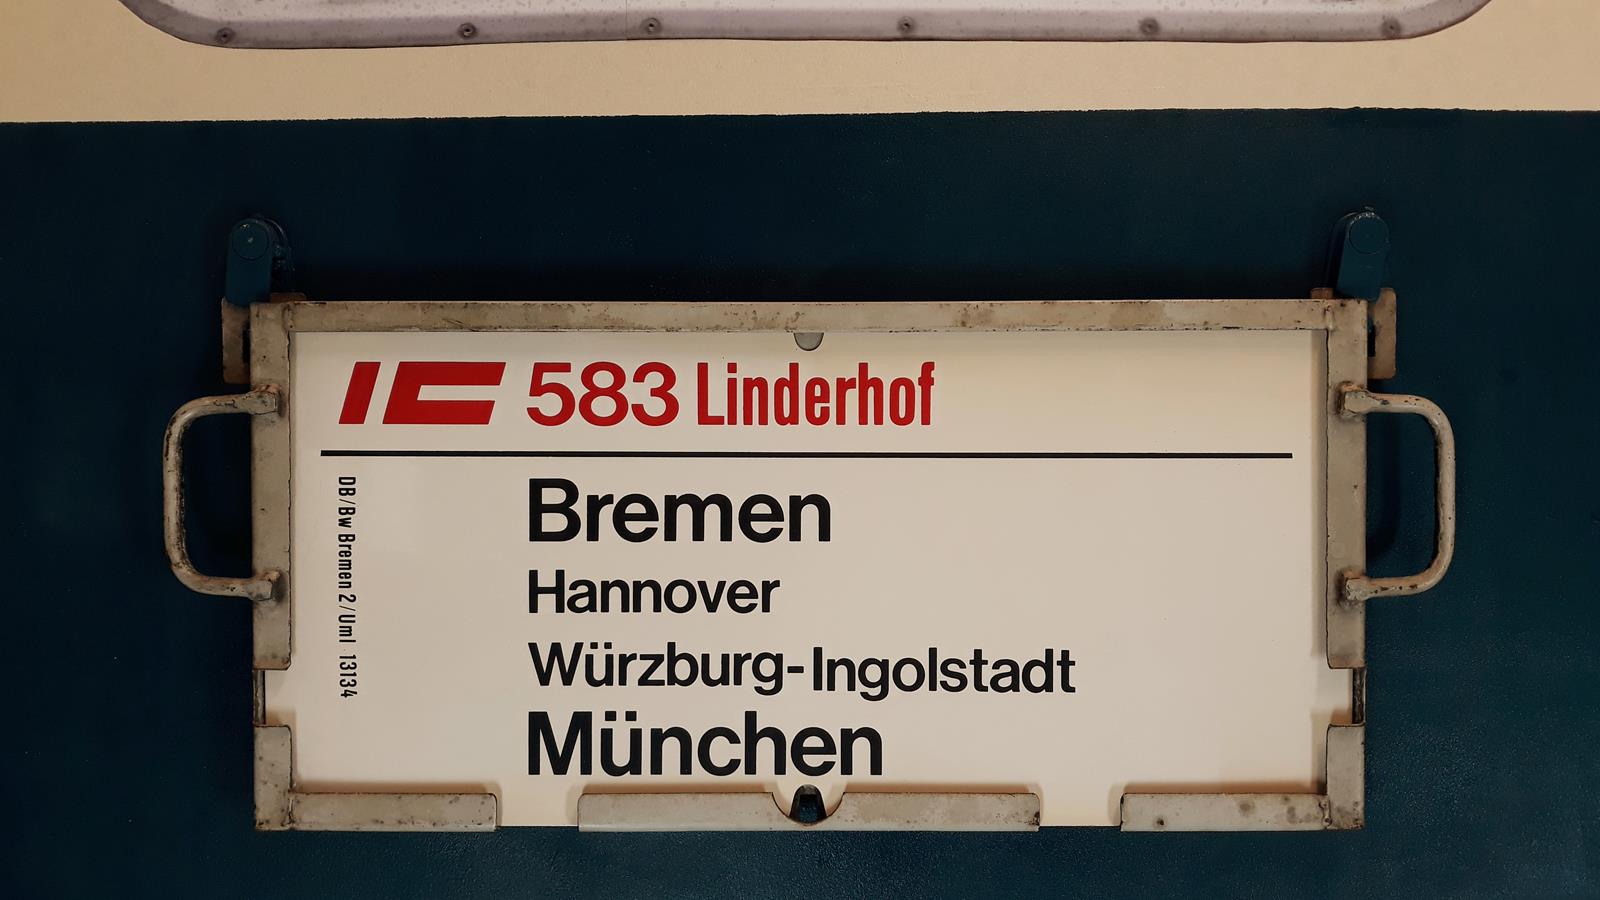 IC 583 Linderhof
Bremen
Hannover
Würzburg-Ingolstadt
München
DB/Bw Bremen 2/Uml 13134